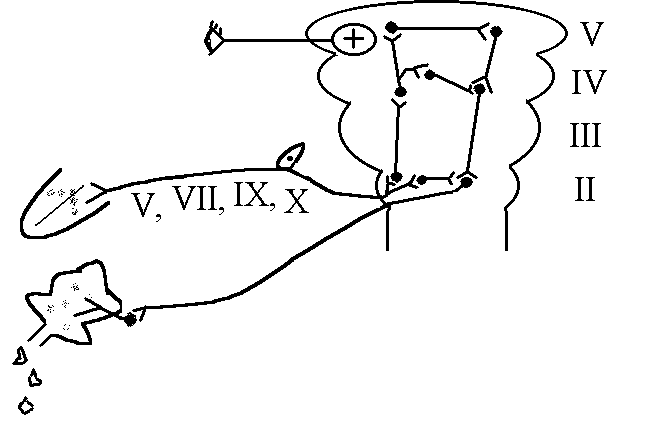 +
V
IV
III
II
V, VII, IX, X